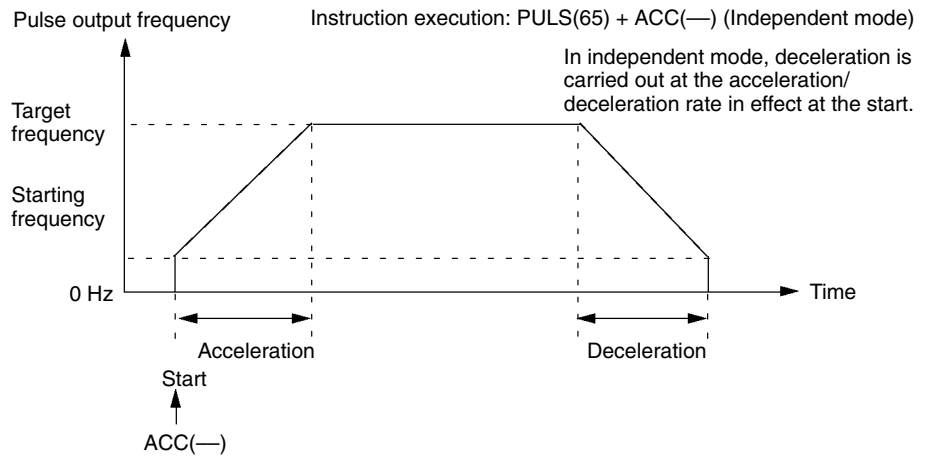 Pulse output frequency
Instruction execution: PULS(65) + ACC(—) (Independent mode)
In independent mode, deceleration is
carried out at the acceleration/
deceleration rate in effect at the start.
Target
frequency
Starting
frequency
0 Hz
Time
Acceleration
Deceleration
Start
ACC(—)